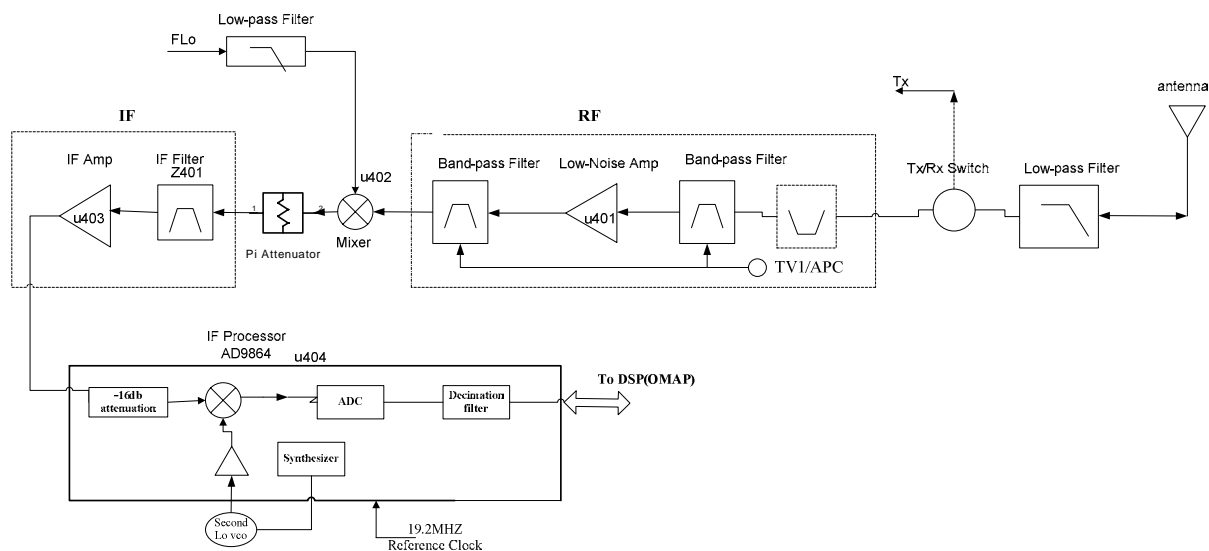 Low-pass Filter
FLo
Tx
antenna
IF
RF
IF Amp
IF Filter
Z401
u402
Band-pass Filter
Low-Noise Amp
Band-pass Filter
Tx/Rx Switch
Low-pass Filter
u403
1
2
u401
Mixer
Pi Attenuator
TV1/APC
IF Processor
AD9864
u404
-16db
attenuation
ADC
Decimation
filter
To DSP(OMAP)
Synthesizer
Second
Lo vco
19.2MHZ
Reference Clock